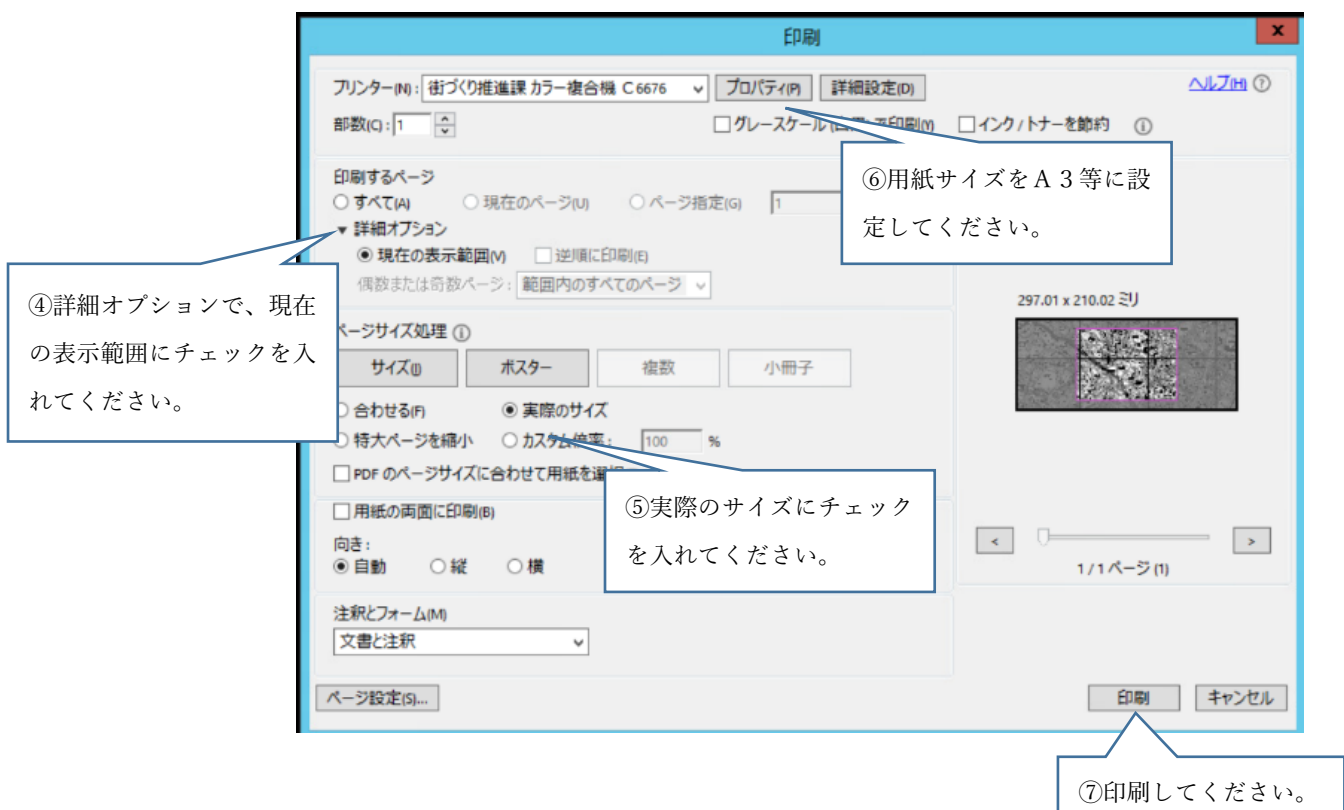 印刷
x
プリンター(N): 街づくり推進課 カラー複合機 C6676 プロパティ(P) 詳細設定(D) ヘルプ(H)
部数(C): 1 グレースケール で印刷(Y) インク/トナーを節約
⑥用紙サイズをA3等に設
定してください。
印刷するページ
すべて(A) 現在のページ(U) ページ指定(G) 1
詳細オプション
現在の表示範囲(V) 逆順に印刷(E)
偶数または奇数ページ: 範囲内のすべてのページ
④詳細オプションで、現在
の表示範囲にチェックを入
れてください。
297.01 x 210.02 ミリ
ページサイズ処理
サイズ(I) ポスター 複数 小冊子
合わせる(F) 実際のサイズ
特大ページを縮小 カスタム倍率: 100 %
PDF のページサイズに合わせて用紙を選択
⑤実際のサイズにチェック
を入れてください。
用紙の両面に印刷(B)
向き:
自動 縦 横
< >
1/1 ページ (1)
注釈とフォーム(M)
文書と注釈
ページ設定(S)... 印刷 キャンセル
⑦印刷してください。